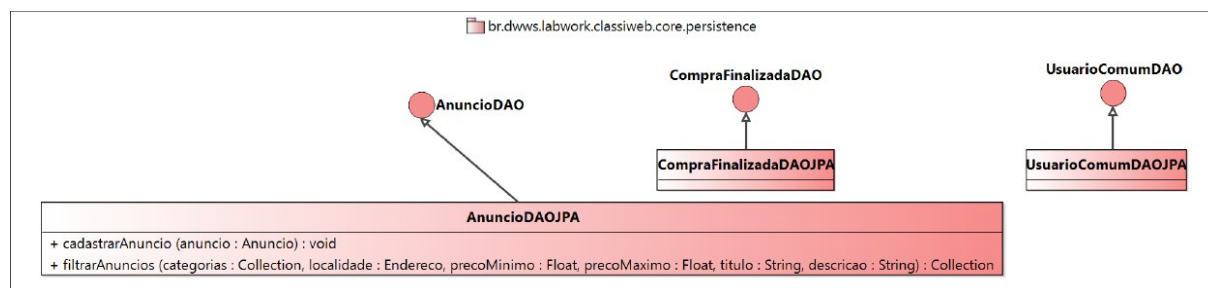 br.dwws.labwork.classiweb.core.persistence
AnuncioDAO
CompraFinalizadaDAO
UsuarioComumDAO
CompraFinalizadaDAOJPA
UsuarioComumDAOJPA
AnuncioDAOJPA
+ cadastrarAnuncio (anuncio : Anuncio) : void
+ filtrarAnuncios (categorias : Collection, localidade : Endereco, precoMinimo : Float, precoMaximo : Float, titulo : String, descricao : String) : Collection